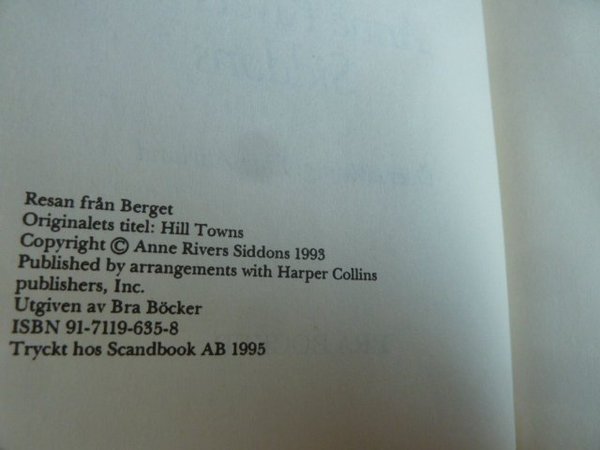 Resan från Berget
Originalets titel: Hill Towns
Copyright © Anne Rivers Siddons 1993
Published by arrangements with Harper Collins
publishers, Inc.
Utgiven av Bra Böcker
ISBN 91-7119-635-8
Tryckt hos Scandbook AB 1995